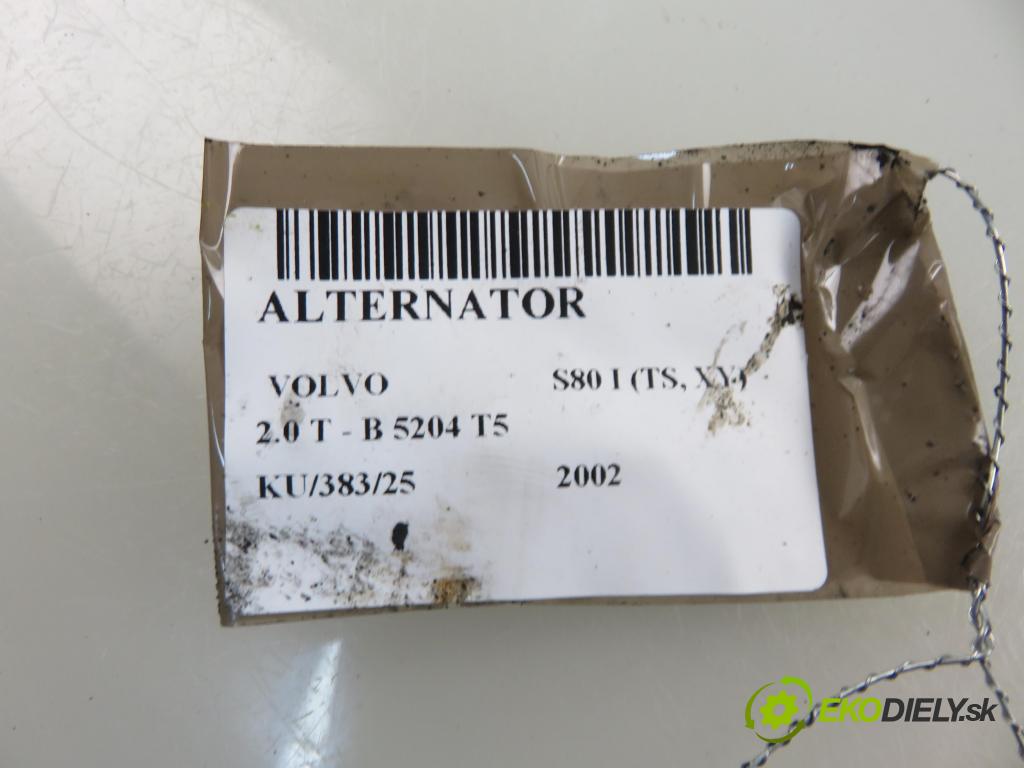 ALTERNATOR
VOLVO S80 I (TS, XY)
2.0 T - B 5204 T5
KU/383/25 2002
EKODIELY.sk